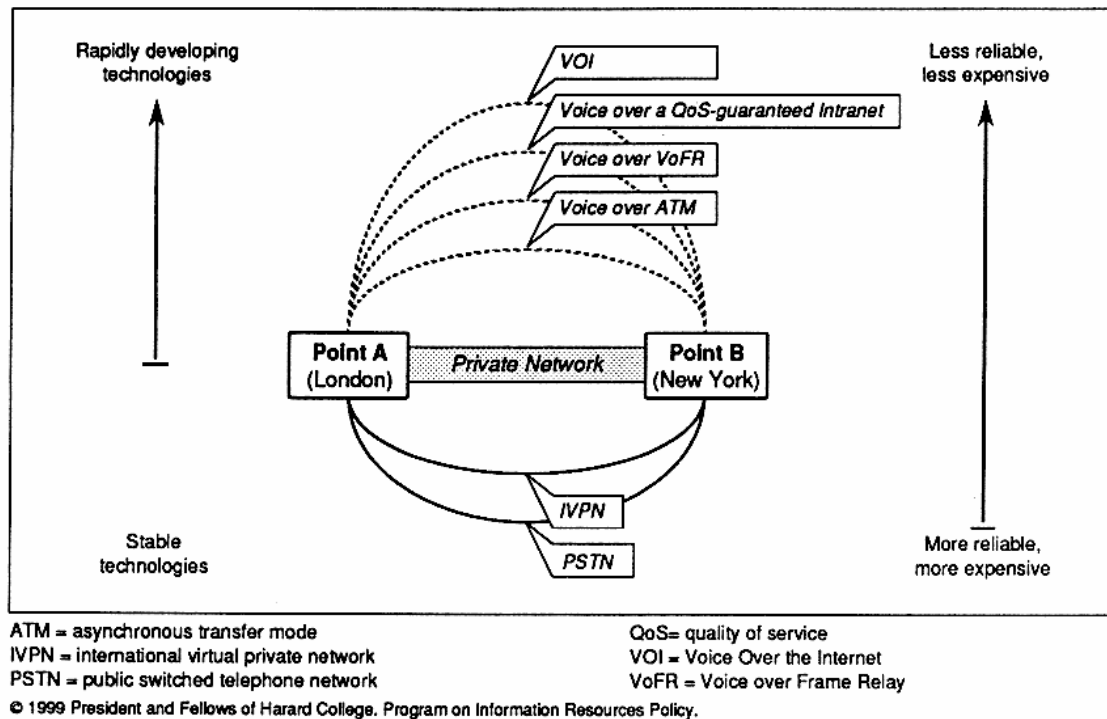 Rapidly developing
technologies
VOI
Less reliable,
less expensive
Voice over a QoS-guaranteed Intranet
Voice over VoFR
Voice over ATM
Point A
(London)
Private Network
Point B
(New York)
IVPN
PSTN
Stable
technologies
More reliable,
more expensive
ATM = asynchronous transfer mode
IVPN = international virtual private network
PSTN = public switched telephone network
QoS= quality of service
VOI = Voice Over the Internet
VoFR = Voice over Frame Relay
© 1999 President and Fellows of Harard College. Program on Information Resources Policy.